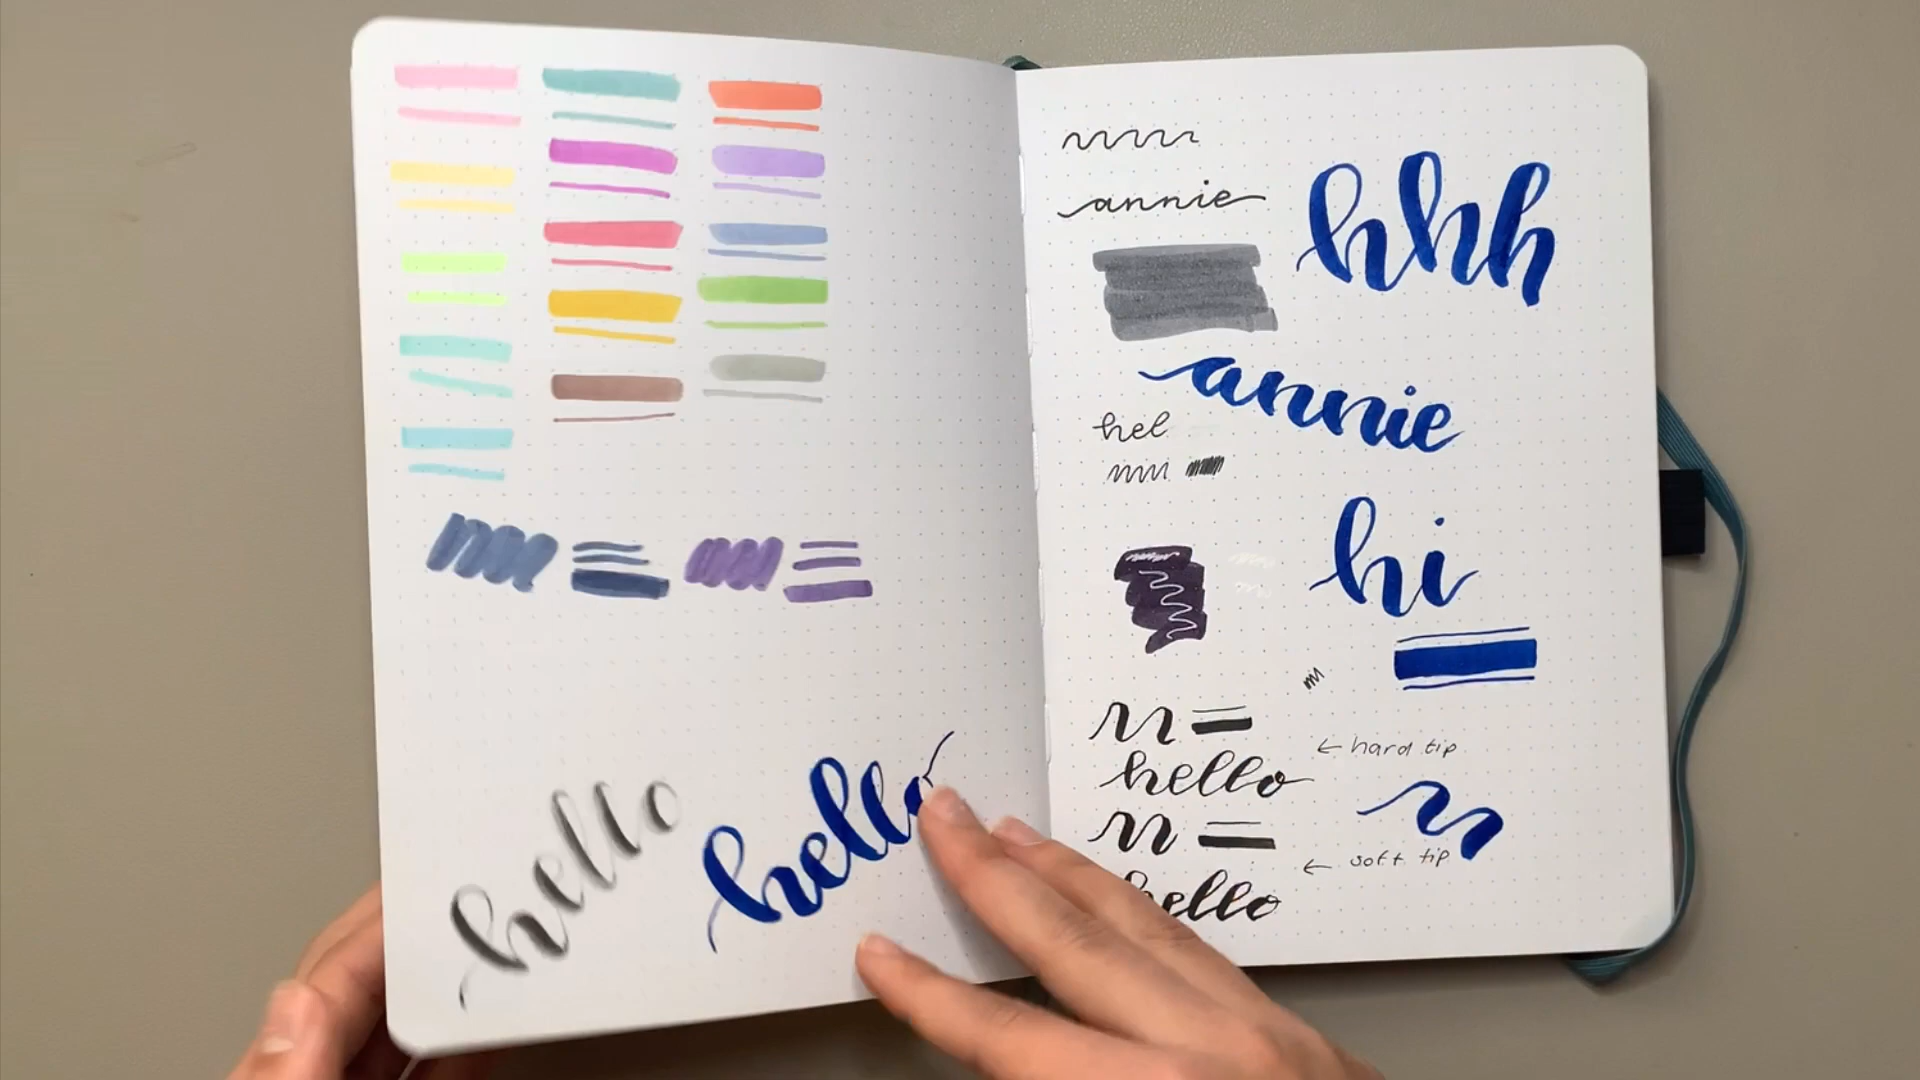 hello
hello
annie
hhh
annie
hel
hi
← hard tip
hello
← soft tip
hello